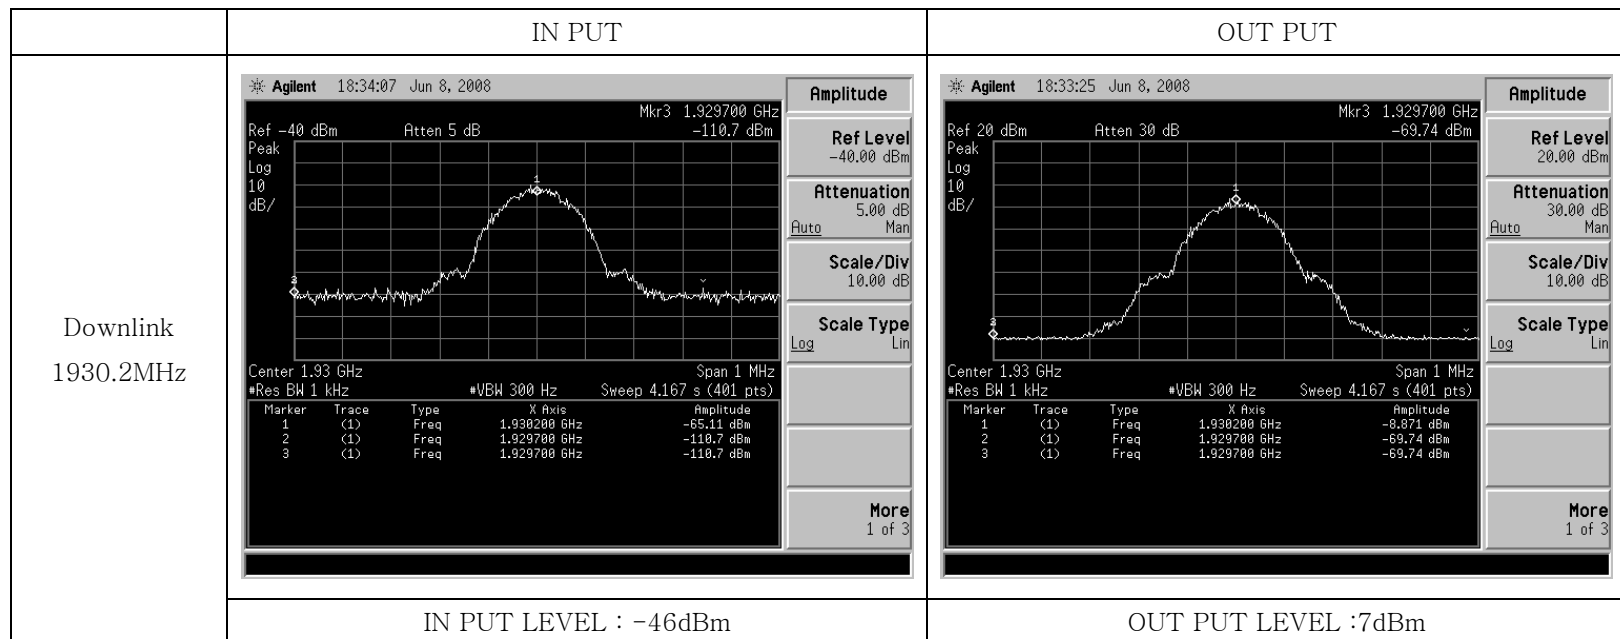 IN PUT
OUT PUT
Downlink
1930.2MHz
Agilent 18:34:07 Jun 8, 2008
Mkr3 1.929700 GHz
Ref -40 dBm Atten 5 dB -110.7 dBm
Peak
Log
10
dB/
1
3
Center 1.93 GHz Span 1 MHz
#Res BW 1 kHz #VBW 300 Hz Sweep 4.167 s (401 pts)
Marker Trace Type X Axis Amplitude
1 (1) Freq 1.930200 GHz -65.11 dBm
2 (1) Freq 1.929700 GHz -110.7 dBm
3 (1) Freq 1.929700 GHz -110.7 dBm
Amplitude
Ref Level
-40.00 dBm
Attenuation
5.00 dB
Auto Man
Scale/Div
10.00 dB
Scale Type
Log Lin
More
1 of 3
Agilent 18:33:25 Jun 8, 2008
Mkr3 1.929700 GHz
Ref 20 dBm Atten 30 dB -69.74 dBm
Peak
Log
10
dB/
1
3
Center 1.93 GHz Span 1 MHz
#Res BW 1 kHz #VBW 300 Hz Sweep 4.167 s (401 pts)
Marker Trace Type X Axis Amplitude
1 (1) Freq 1.930200 GHz -8.871 dBm
2 (1) Freq 1.929700 GHz -69.74 dBm
3 (1) Freq 1.929700 GHz -69.74 dBm
Amplitude
Ref Level
20.00 dBm
Attenuation
30.00 dB
Auto Man
Scale/Div
10.00 dB
Scale Type
Log Lin
More
1 of 3
IN PUT LEVEL : -46dBm
OUT PUT LEVEL :7dBm